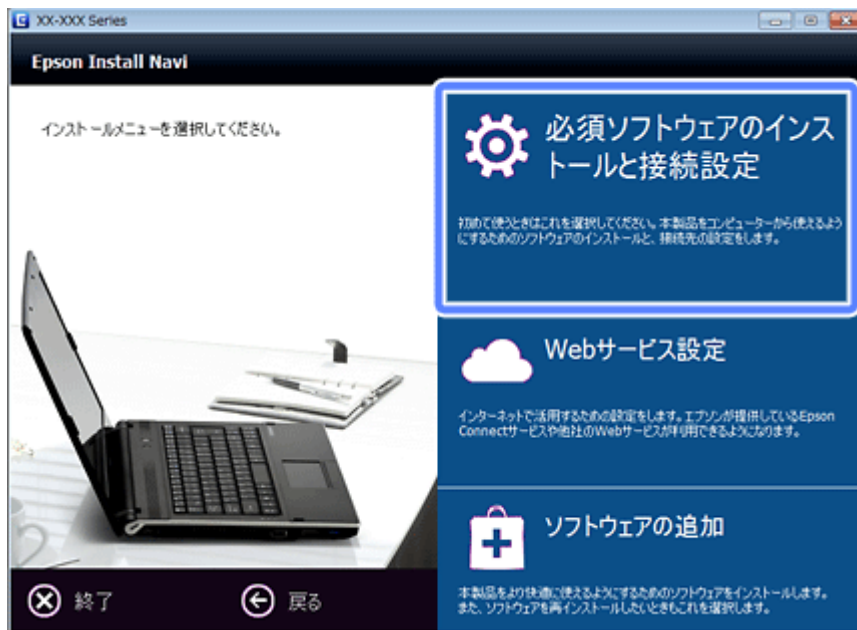 XX-XXX Series
Epson Install Navi
インストールメニューを選択してください。
必須ソフトウェアのインス
トールと接続設定
初めて使うときはこれを選択してください。本製品をコンピューターから使えるよう
にするためのソフトウェアのインストールと、接続先の設定をします。
Webサービス設定
インターネットで活用するための設定をします。エプソンが提供しているEpson
Connectサービスや他社のWebサービスが利用できるようになります。
ソフトウェアの追加
本製品をより快適に使えるようにするためのソフトウェアをインストールします。
また、ソフトウェアを再インストールしたいときもこれを選択します。
終了
戻る